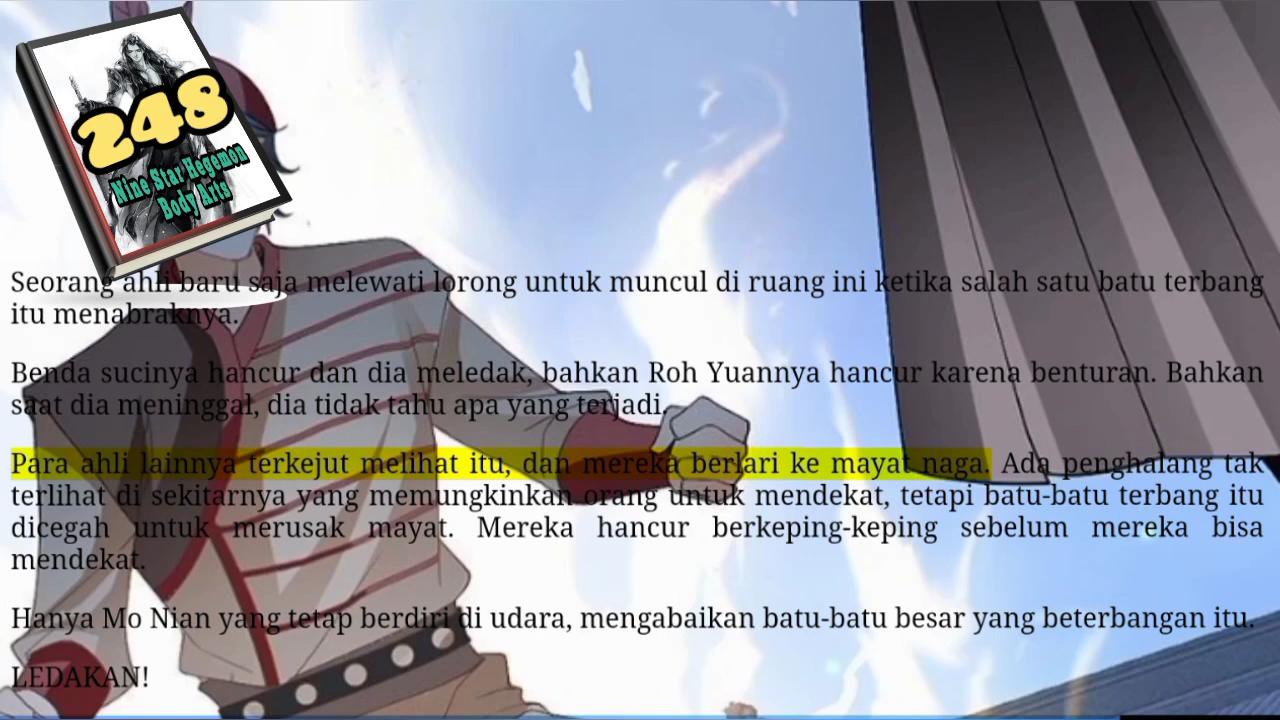 248
Nine Star Hegemon
Body Arts
Seorang ahli baru saja melewati lorong untuk muncul di ruang ini ketika salah satu batu terbang
itu menabraknya.
Benda sucinya hancur dan dia meledak, bahkan Roh Yuannya hancur karena benturan. Bahkan
saat dia meninggal, dia tidak tahu apa yang terjadi.
Para ahli lainnya terkejut melihat itu, dan mereka berlari ke mayat naga. Ada penghalang tak
terlihat di sekitarnya yang memungkinkan orang untuk mendekat, tetapi batu-batu terbang itu
dicegah untuk merusak mayat. Mereka hancur berkeping-keping sebelum mereka bisa
mendekat.
Hanya Mo Nian yang tetap berdiri di udara, mengabaikan batu-batu besar yang beterbangan itu.
LEDAKAN!